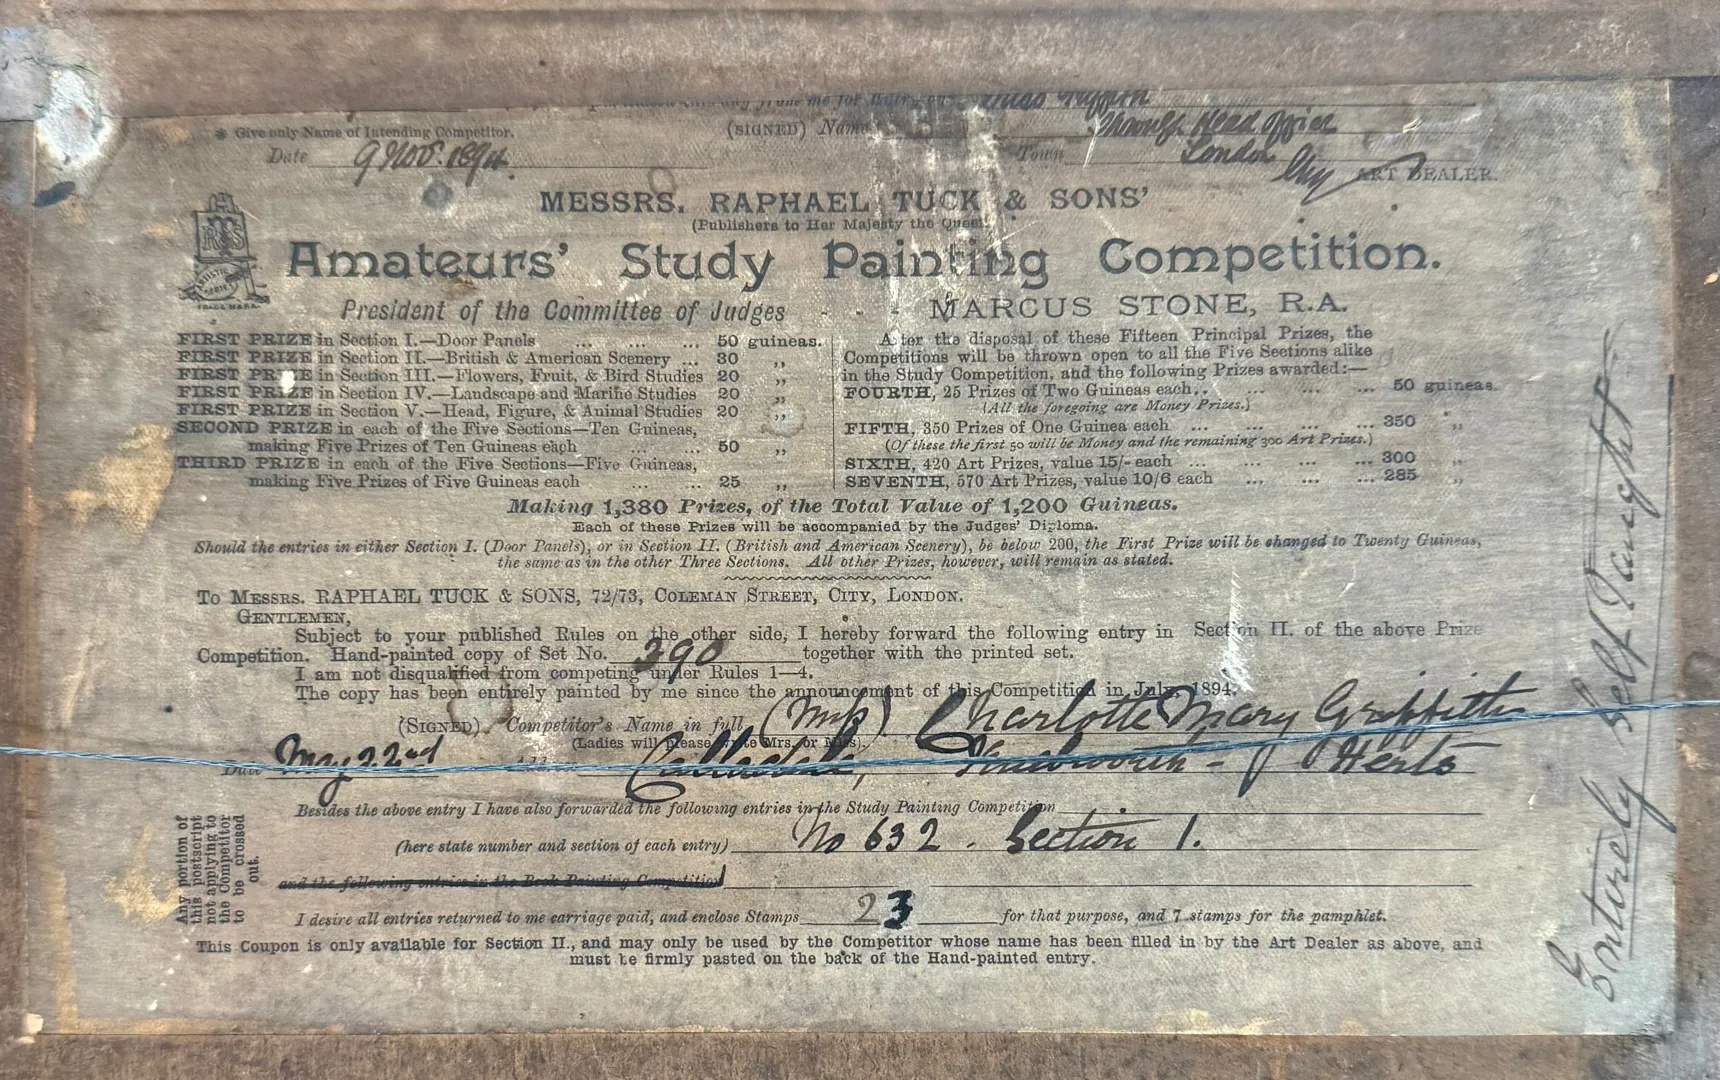 Miss Griffith
* Give only Name of Intending Competitor.
(SIGNED) Name
Head Office
Date 9 Nov. 1894. Town London
City ART DEALER.
MESSRS. RAPHAEL TUCK & SONS'
(Publishers to Her Majesty the Queen)
Amateurs' Study Painting Competition.
President of the Committee of Judges - - - MARCUS STONE, R.A.
FIRST PRIZE in Section I.—Door Panels ... ... ... 50 guineas.
FIRST PRIZE in Section II.—British & American Scenery ... 30 ,,
FIRST PRIZE in Section III.—Flowers, Fruit, & Bird Studies 20 ,,
FIRST PRIZE in Section IV.—Landscape and Marine Studies 20 ,,
FIRST PRIZE in Section V.—Head, Figure, & Animal Studies 20 ,,
SECOND PRIZE in each of the Five Sections—Ten Guineas,
making Five Prizes of Ten Guineas each ... ... 50 ,,
THIRD PRIZE in each of the Five Sections—Five Guineas,
making Five Prizes of Five Guineas each ... ... 25 ,,
After the disposal of these Fifteen Principal Prizes, the
Competitions will be thrown open to all the Five Sections alike
in the Study Competition, and the following Prizes awarded:—
FOURTH, 25 Prizes of Two Guineas each.. ... ... ... 50 guineas.
(All the foregoing are Money Prizes.)
FIFTH, 350 Prizes of One Guinea each ... ... ... ... 350 ,,
(Of these the first 50 will be Money and the remaining 300 Art Prizes.)
SIXTH, 420 Art Prizes, value 15/- each ... ... ... ... 300 ,,
SEVENTH, 570 Art Prizes, value 10/6 each ... ... ... 285 ,,
Making 1,380 Prizes, of the Total Value of 1,200 Guineas.
Each of these Prizes will be accompanied by the Judges' Diploma.
Should the entries in either Section I. (Door Panels), or in Section II. (British and American Scenery), be below 200, the First Prize will be changed to Twenty Guineas,
the same as in the other Three Sections. All other Prizes, however, will remain as stated.
To Messrs. RAPHAEL TUCK & SONS, 72/73, Coleman Street, City, London.
Gentlemen,
Subject to your published Rules on the other side, I hereby forward the following entry in Section II. of the above Prize
Competition. Hand-painted copy of Set No. 390 together with the printed set.
I am not disqualified from competing under Rules 1—4.
The copy has been entirely painted by me since the announcement of this Competition in July, 1894.
(Signed) Competitor's Name in full (Miss) Charlotte Mary Griffith
(Ladies will please write Mrs. or Miss).
Date May 22nd Address Knebworth - Herts
Besides the above entry I have also forwarded the following entries in the Study Painting Competition
(here state number and section of each entry) No 632 - Section 1.
and the following entries in the Book Painting Competition
I desire all entries returned to me carriage paid, and enclose Stamps 23 for that purpose, and 7 stamps for the pamphlet.
This Coupon is only available for Section II., and may only be used by the Competitor whose name has been filled in by the Art Dealer as above, and
must be firmly pasted on the back of the Hand-painted entry.
Any portion of
this postscript
not applying to
the Competitor
to be crossed
out.
Entirely Self Taught